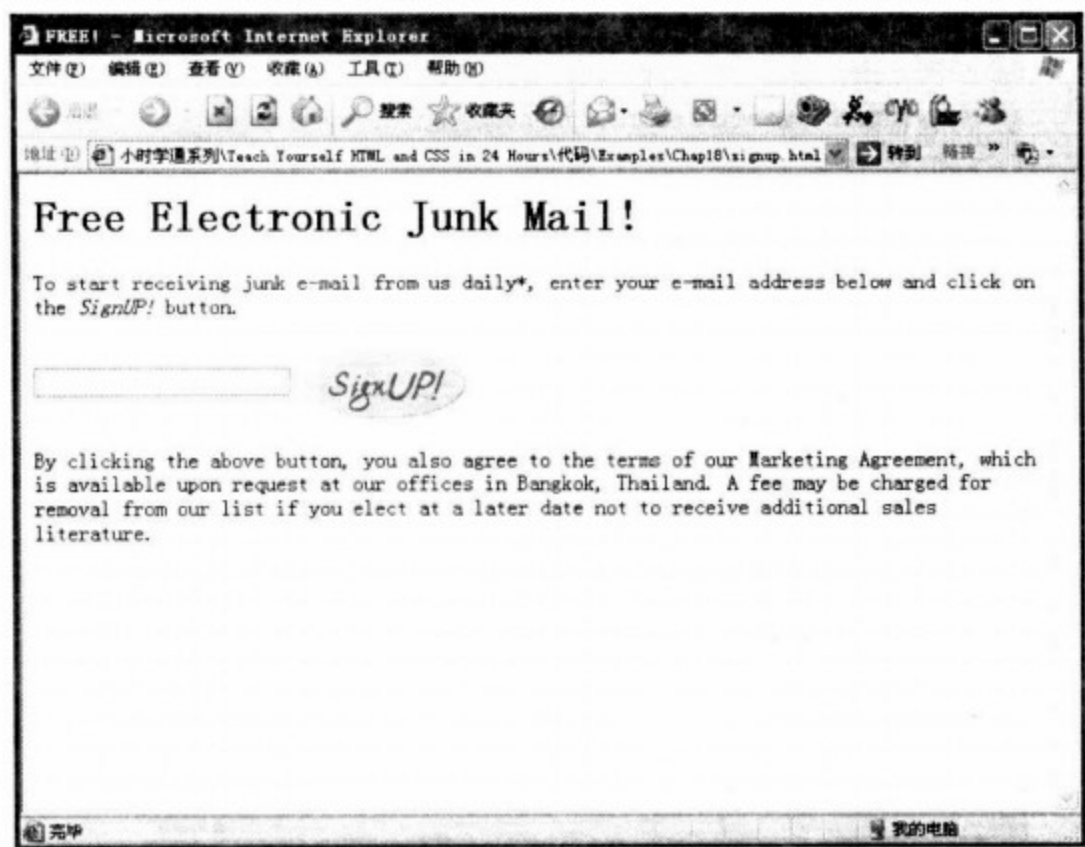 FREE! - Microsoft Internet Explorer
文件(F) 编辑(E) 查看(V) 收藏(A) 工具(T) 帮助(H)
后退 搜索 收藏夹
地址(D) 小时学通系列\Teach Yourself HTML and CSS in 24 Hours\代码\Examples\Chap18\signup.html 转到 链接 »
Free Electronic Junk Mail!
To start receiving junk e-mail from us daily*, enter your e-mail address below and click on
the SignUP! button.
SignUP!
By clicking the above button, you also agree to the terms of our Marketing Agreement, which
is available upon request at our offices in Bangkok, Thailand. A fee may be charged for
removal from our list if you elect at a later date not to receive additional sales
literature.
完毕 我的电脑